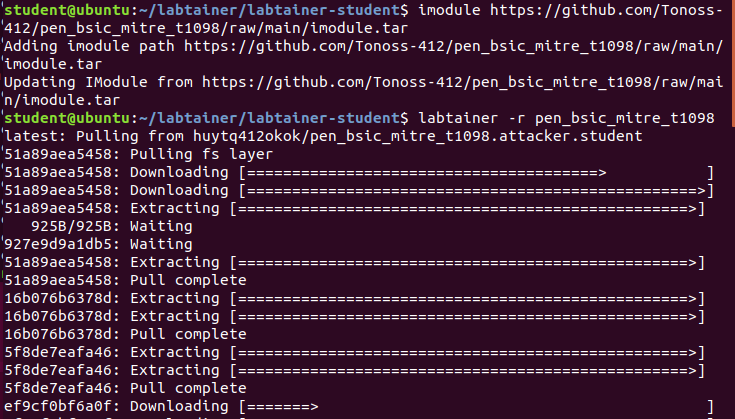 student@ubuntu:~/labtainer/labtainer-student$ imodule https://github.com/Tonoss-
412/pen_bsic_mitre_t1098/raw/main/imodule.tar
Adding imodule path https://github.com/Tonoss-412/pen_bsic_mitre_t1098/raw/main/
imodule.tar
Updating IModule from https://github.com/Tonoss-412/pen_bsic_mitre_t1098/raw/mai
n/imodule.tar
student@ubuntu:~/labtainer/labtainer-student$ labtainer -r pen_bsic_mitre_t1098
latest: Pulling from huytq412okok/pen_bsic_mitre_t1098.attacker.student
51a89aea5458: Pulling fs layer
51a89aea5458: Downloading [=======================================>           ]
51a89aea5458: Downloading [==================================================>]
51a89aea5458: Extracting [==================================================>]
   925B/925B: Waiting
927e9d9a1db5: Waiting
51a89aea5458: Extracting [==================================================>]
51a89aea5458: Pull complete
16b076b6378d: Extracting [==================================================>]
16b076b6378d: Extracting [==================================================>]
16b076b6378d: Pull complete
5f8de7eafa46: Extracting [==================================================>]
5f8de7eafa46: Extracting [==================================================>]
5f8de7eafa46: Pull complete
ef9cf0bf6a0f: Downloading [=======>                                           ]